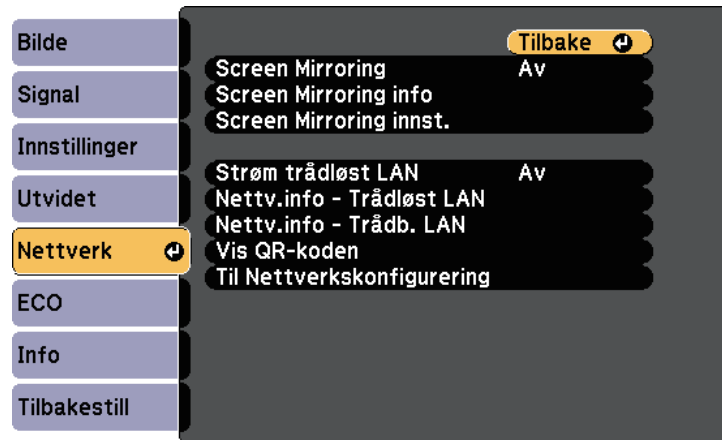 Bilde
Signal
Innstillinger
Utvidet
Nettverk
ECO
Info
Tilbakestill
Tilbake
Screen Mirroring Av
Screen Mirroring info
Screen Mirroring innst.
Strøm trådløst LAN Av
Nettv.info - Trådløst LAN
Nettv.info - Trådb. LAN
Vis QR-koden
Til Nettverkskonfigurering